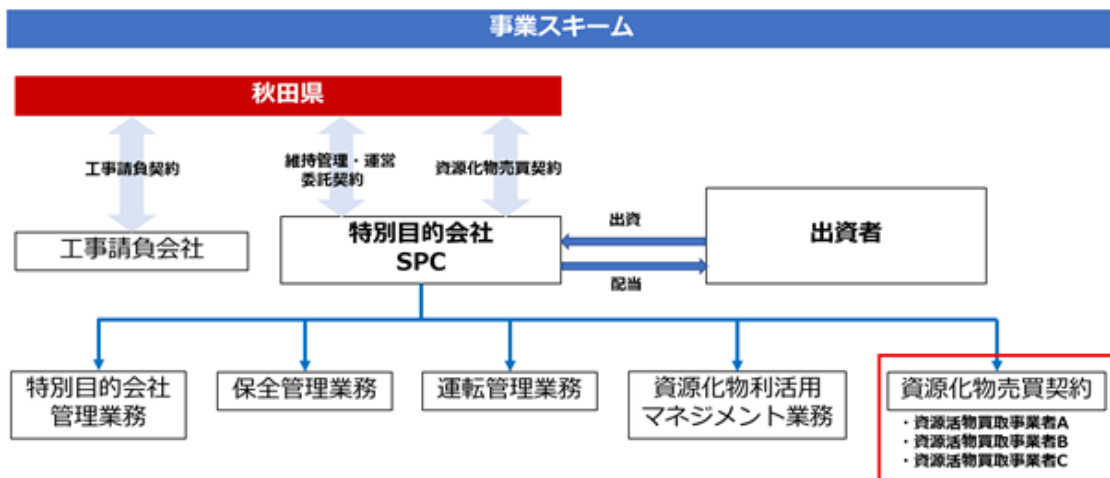 事業スキーム
秋田県
工事請負契約
維持管理・運営
委託契約
資源化物売買契約
工事請負会社
特別目的会社
SPC
出資
配当
出資者
特別目的会社
管理業務
保全管理業務
運転管理業務
資源化物利活用
マネジメント業務
資源化物売買契約
・資源活物買取事業者A
・資源活物買取事業者B
・資源活物買取事業者C